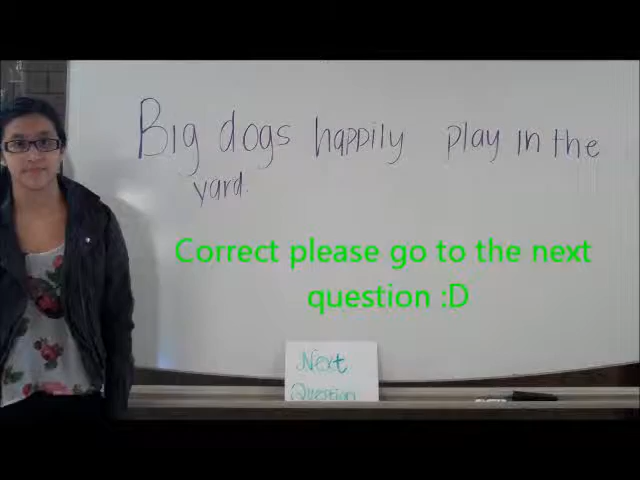 Big dogs happily play in the
yard.
Correct please go to the next
question :D
Next
Question